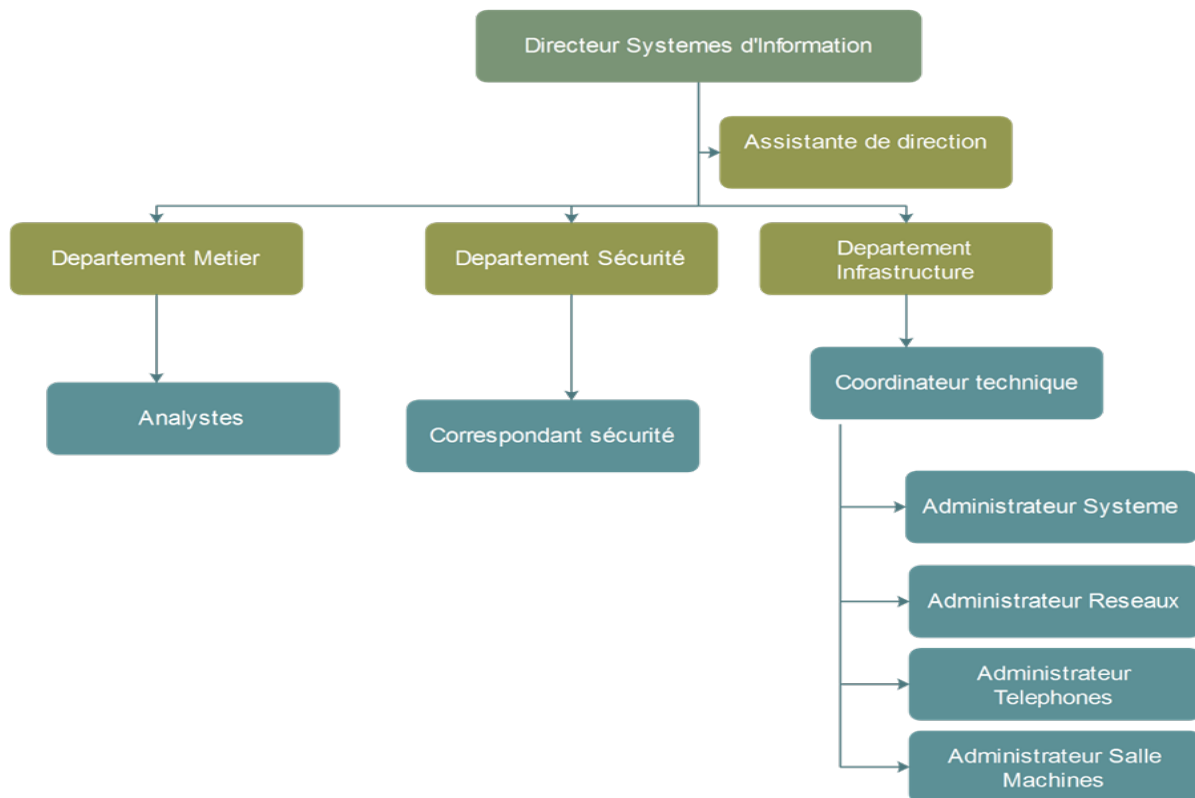 Directeur Systemes d'Information
Assistante de direction
Departement Metier
Departement Sécurité
Departement
Infrastructure
Analystes
Correspondant sécurité
Coordinateur technique
Administrateur Systeme
Administrateur Reseaux
Administrateur
Telephones
Administrateur Salle
Machines